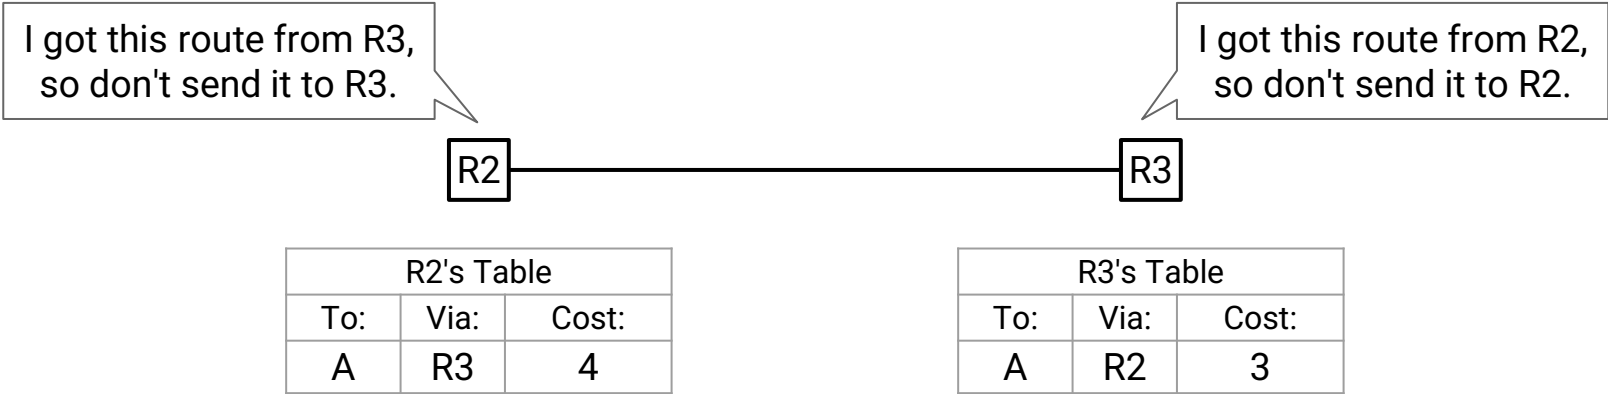 I got this route from R3,
so don't send it to R3.
I got this route from R2,
so don't send it to R2.
R2
R3
R2's Table
To: Via: Cost:
A R3 4
R3's Table
To: Via: Cost:
A R2 3